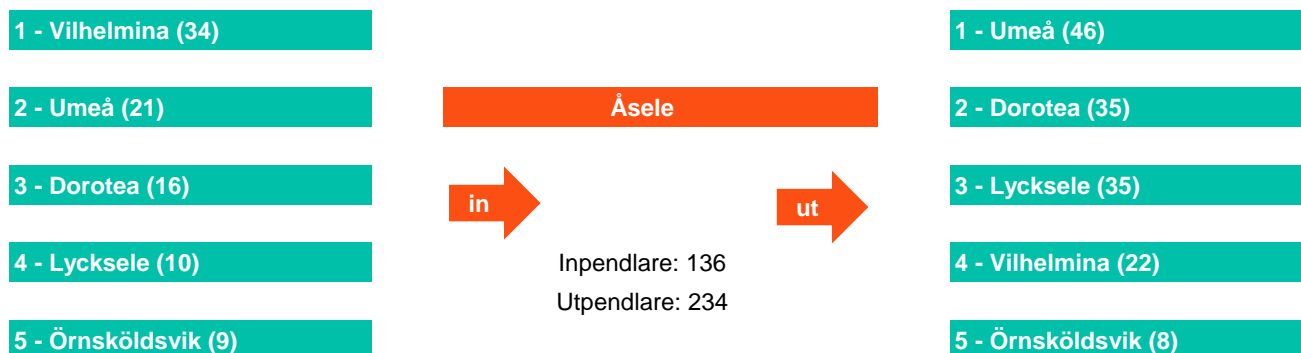 1 - Vilhelmina (34)
2 - Umeå (21)
3 - Dorotea (16)
4 - Lycksele (10)
5 - Örnsköldsvik (9)
Åsele
in
ut
Inpendlare: 136
Utpendlare: 234
1 - Umeå (46)
2 - Dorotea (35)
3 - Lycksele (35)
4 - Vilhelmina (22)
5 - Örnsköldsvik (8)